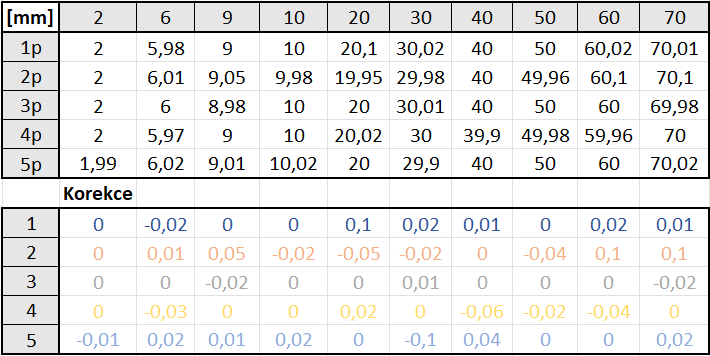 [mm] 2 6 9 10 20 30 40 50 60 70
1p 2 5,98 9 10 20,1 30,02 40 50 60,02 70,01
2p 2 6,01 9,05 9,98 19,95 29,98 40 49,96 60,1 70,1
3p 2 6 8,98 10 20 30,01 40 50 60 69,98
4p 2 5,97 9 10 20,02 30 39,9 49,98 59,96 70
5p 1,99 6,02 9,01 10,02 20 29,9 40 50 60 70,02
Korekce
1 0 -0,02 0 0 0,1 0,02 0,01 0 0,02 0,01
2 0 0,01 0,05 -0,02 -0,05 -0,02 0 -0,04 0,1 0,1
3 0 0 -0,02 0 0 0,01 0 0 0 -0,02
4 0 -0,03 0 0 0,02 0 -0,06 -0,02 -0,04 0
5 -0,01 0,02 0,01 0,02 0 -0,1 0,04 0 0 0,02